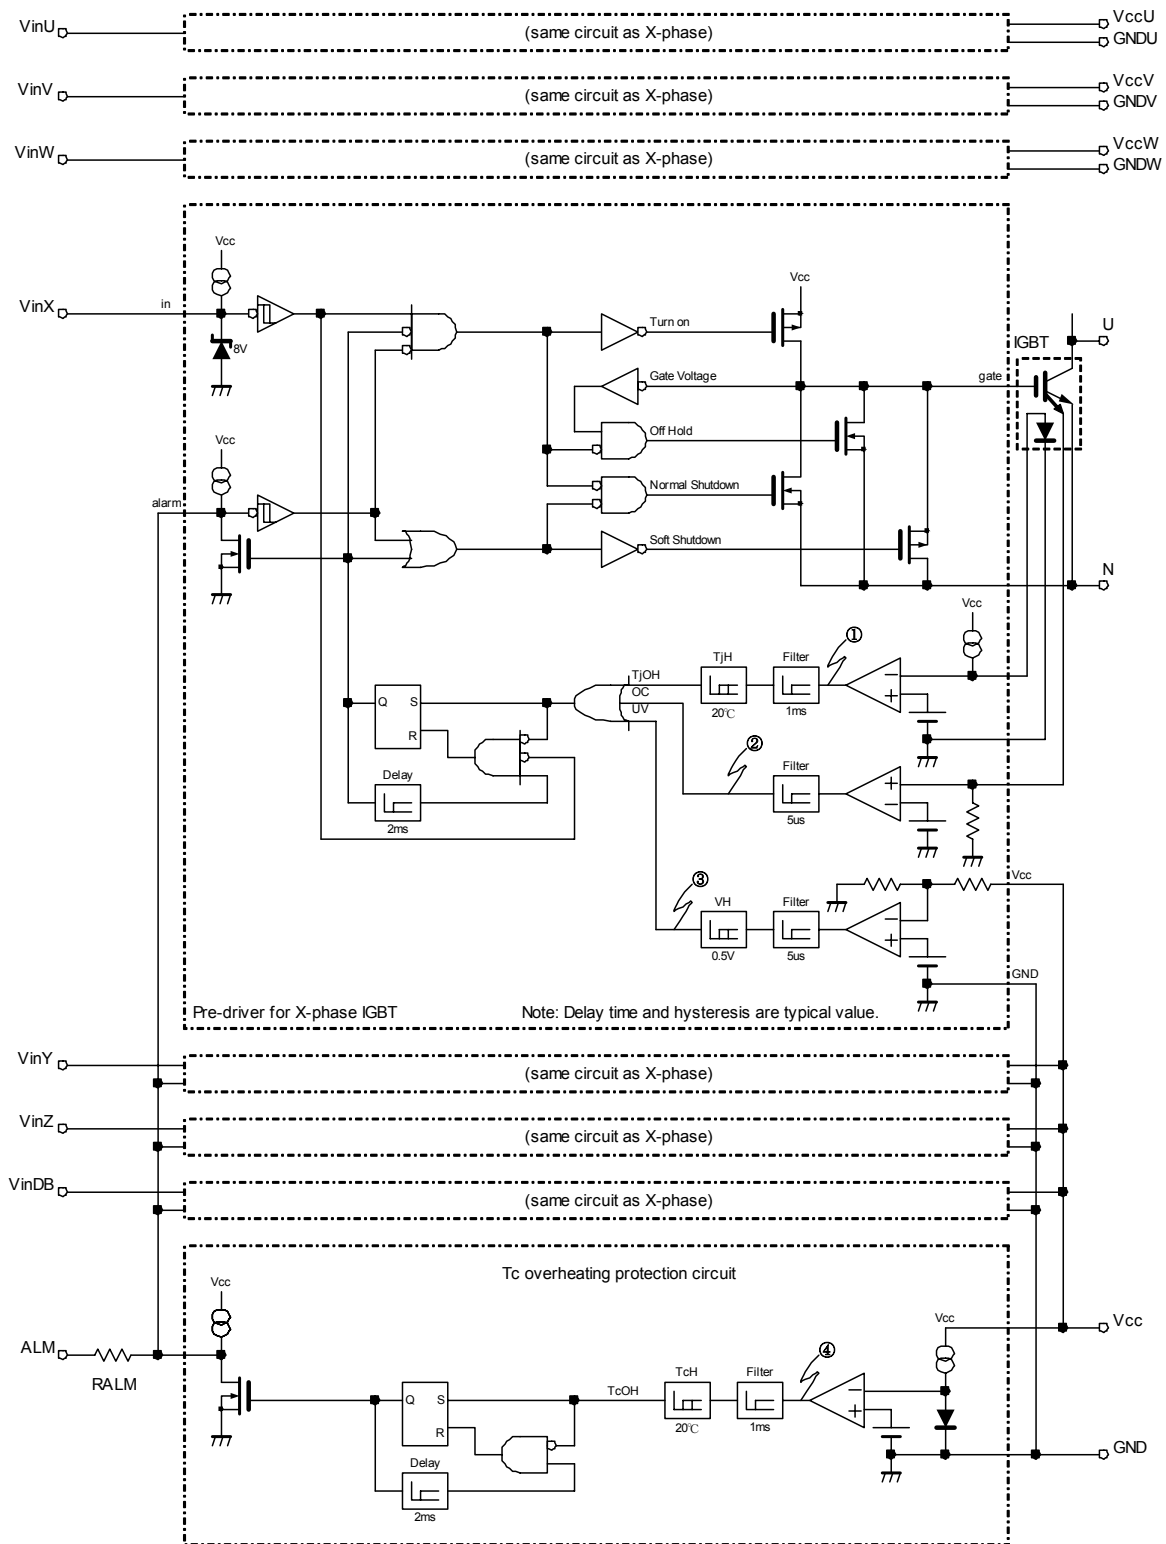 VinU
(same circuit as X-phase)
VccU
GNDU
VinV
(same circuit as X-phase)
VccV
GNDV
VinW
(same circuit as X-phase)
VccW
GNDW
Vcc
Vcc
VinX
in
Turn on
U
IGBT
8V
Gate Voltage
gate
Off Hold
Vcc
Normal Shutdown
alarm
Soft Shutdown
N
Vcc
①
TjH
Filter
TjOH
OC
UV
20℃
1ms
−
+
Q
S
R
②
Delay
2ms
Filter
5us
+
−
③
Vcc
VH
Filter
0.5V
5us
−
+
GND
Pre-driver for X-phase IGBT
Note: Delay time and hysteresis are typical value.
VinY
(same circuit as X-phase)
VinZ
(same circuit as X-phase)
VinDB
(same circuit as X-phase)
Tc overheating protection circuit
Vcc
Vcc
Vcc
ALM
RALM
④
TcH
Filter
TcOH
20℃
1ms
−
+
Q
S
R
Delay
2ms
GND